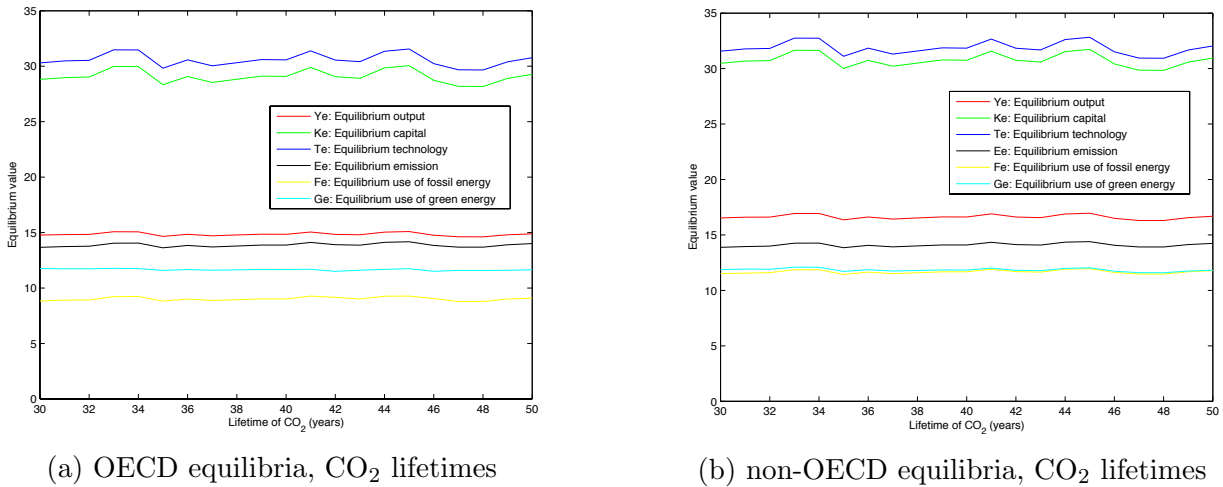 35
30
25
20
15
10
5
0
Equilibrium value
Ye: Equilibrium output
Ke: Equilibrium capital
Te: Equilibrium technology
Ee: Equilibrium emission
Fe: Equilibrium use of fossil energy
Ge: Equilibrium use of green energy
30 32 34 36 38 40 42 44 46 48 50
Lifetime of CO₂ (years)
(a) OECD equilibria, CO₂ lifetimes
35
30
25
20
15
10
5
0
Equilibrium value
Ye: Equilibrium output
Ke: Equilibrium capital
Te: Equilibrium technology
Ee: Equilibrium emission
Fe: Equilibrium use of fossil energy
Ge: Equilibrium use of green energy
30 32 34 36 38 40 42 44 46 48 50
Lifetime of CO₂ (years)
(b) non-OECD equilibria, CO₂ lifetimes